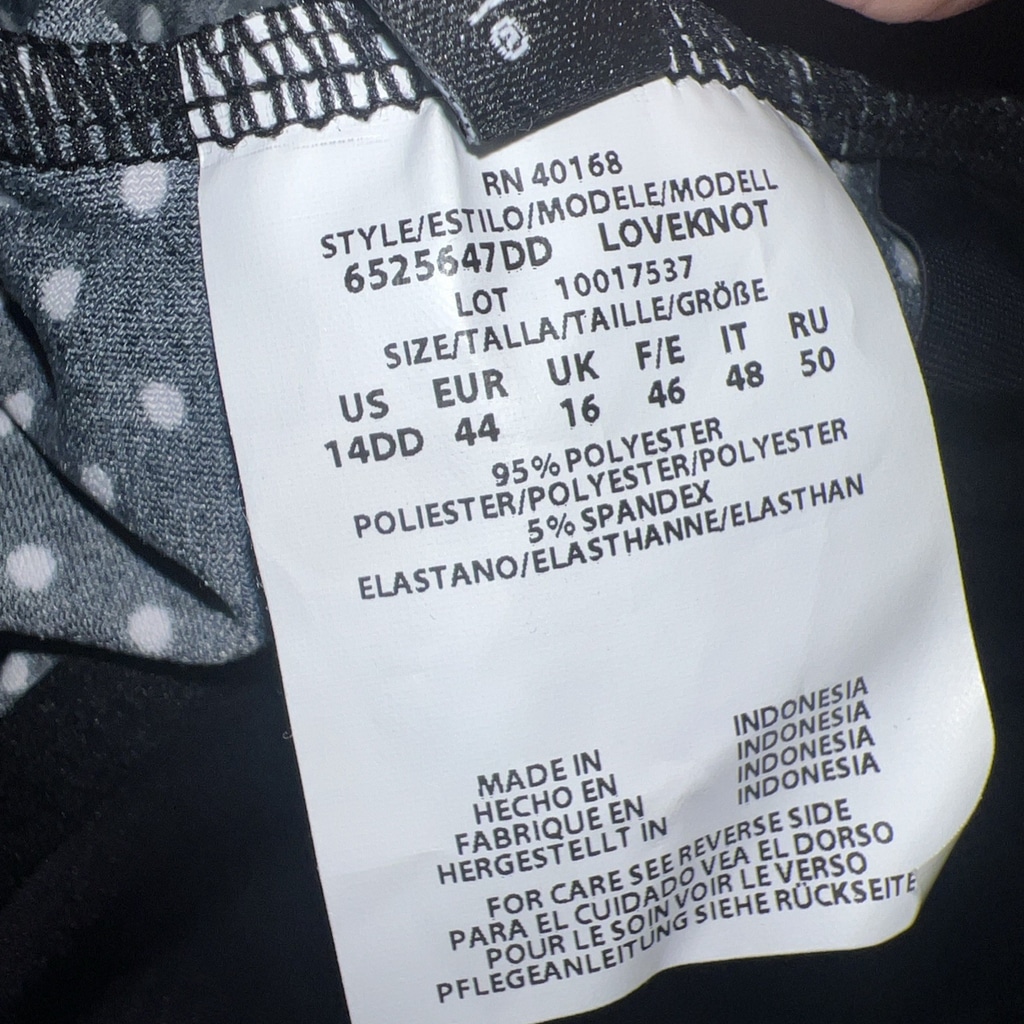 RN 40168
STYLE/ESTILO/MODELE/MODELL
6525647DD LOVEKNOT
LOT 10017537
SIZE/TALLA/TAILLE/GRÖßE
US EUR UK F/E IT RU
14DD 44 16 46 48 50
95% POLYESTER
POLIESTER/POLYESTER/POLYESTER
5% SPANDEX
ELASTANO/ELASTHANNE/ELASTHAN
MADE IN INDONESIA
HECHO EN INDONESIA
FABRIQUE EN INDONESIA
HERGESTELLT IN INDONESIA
FOR CARE SEE REVERSE SIDE
PARA EL CUIDADO VEA EL DORSO
POUR LE SOIN VOIR LE VERSO
PFLEGEANLEITUNG SIEHE RÜCKSEITE